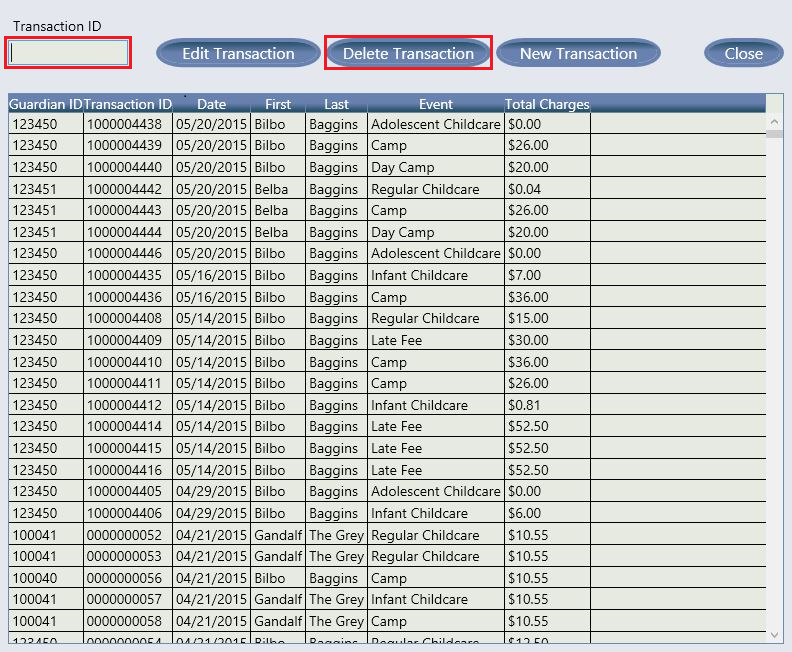 Transaction ID
Edit Transaction Delete Transaction New Transaction Close
Guardian ID Transaction ID Date First Last Event Total Charges
123450 1000004438 05/20/2015 Bilbo Baggins Adolescent Childcare $0.00
123450 1000004439 05/20/2015 Bilbo Baggins Camp $26.00
123450 1000004440 05/20/2015 Bilbo Baggins Day Camp $20.00
123451 1000004442 05/20/2015 Belba Baggins Regular Childcare $0.04
123451 1000004443 05/20/2015 Belba Baggins Camp $26.00
123451 1000004444 05/20/2015 Belba Baggins Day Camp $20.00
123450 1000004446 05/20/2015 Bilbo Baggins Adolescent Childcare $0.00
123450 1000004435 05/16/2015 Bilbo Baggins Infant Childcare $7.00
123450 1000004436 05/16/2015 Bilbo Baggins Camp $36.00
123450 1000004408 05/14/2015 Bilbo Baggins Regular Childcare $15.00
123450 1000004409 05/14/2015 Bilbo Baggins Late Fee $30.00
123450 1000004410 05/14/2015 Bilbo Baggins Camp $36.00
123450 1000004411 05/14/2015 Bilbo Baggins Camp $26.00
123450 1000004412 05/14/2015 Bilbo Baggins Infant Childcare $0.81
123450 1000004414 05/14/2015 Bilbo Baggins Late Fee $52.50
123450 1000004415 05/14/2015 Bilbo Baggins Late Fee $52.50
123450 1000004416 05/14/2015 Bilbo Baggins Late Fee $52.50
123450 1000004405 04/29/2015 Bilbo Baggins Adolescent Childcare $0.00
123450 1000004406 04/29/2015 Bilbo Baggins Infant Childcare $6.00
100041 0000000052 04/21/2015 Gandalf The Grey Regular Childcare $10.55
100041 0000000053 04/21/2015 Gandalf The Grey Regular Childcare $10.55
100040 0000000056 04/21/2015 Bilbo Baggins Camp $10.55
100041 0000000057 04/21/2015 Gandalf The Grey Infant Childcare $10.55
100041 0000000058 04/21/2015 Gandalf The Grey Camp $10.55
123450 0000000054 04/21/2015 Bilbo Baggins Regular Childcare $12.50